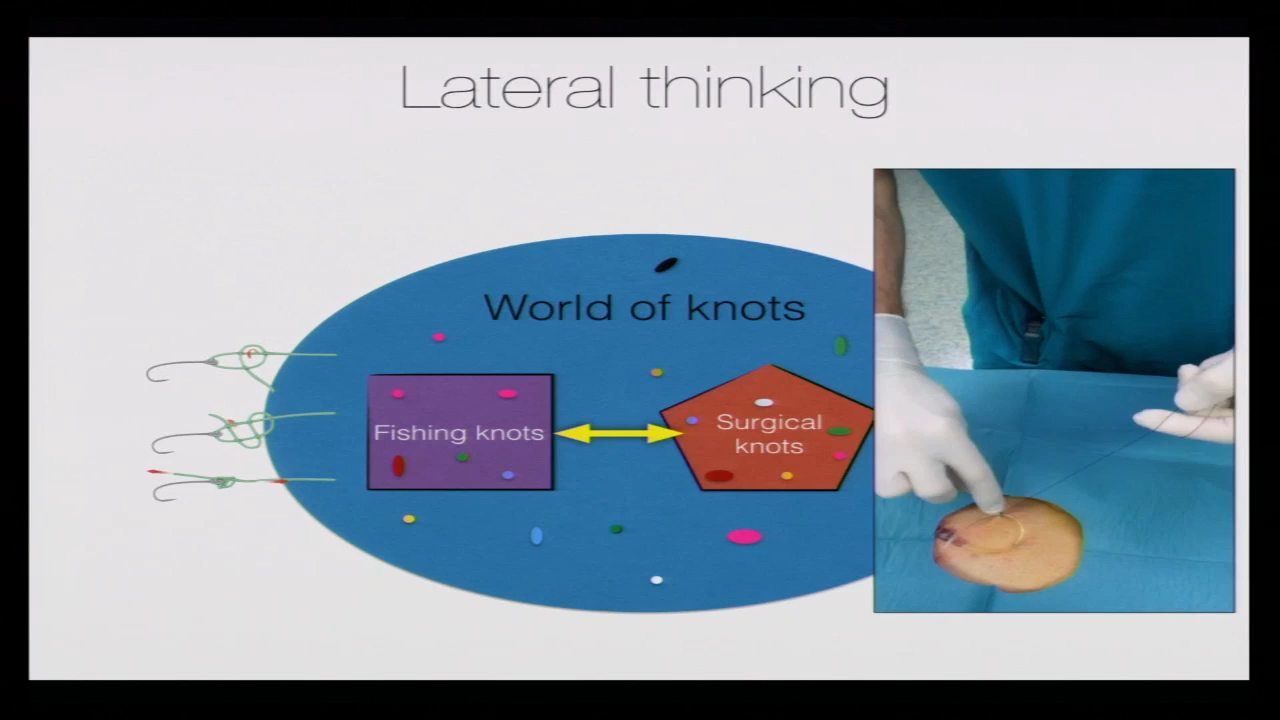 Lateral thinking
World of knots
Fishing knots
Surgical
knots